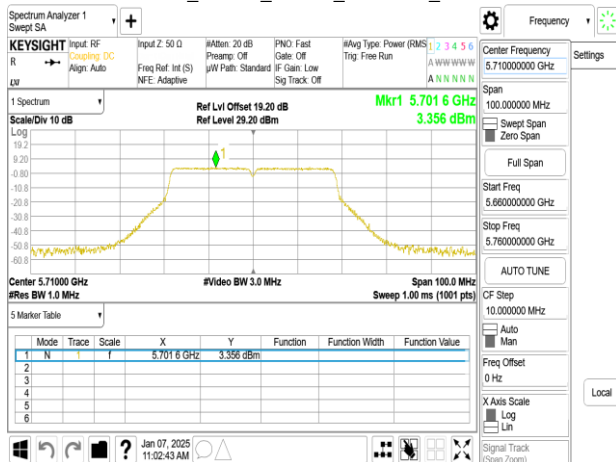 Spectrum Analyzer 1
Swept SA
Frequency
KEYSIGHT
R
Input: RF
Coupling: DC
Align: Auto
Input Z: 50 Ω
Freq Ref: Int (S)
NFE: Adaptive
#Atten: 20 dB
Preamp: Off
µW Path: Standard
PNO: Fast
Gate: Off
IF Gain: Low
Sig Track: Off
#Avg Type: Power (RMS
Trig: Free Run
1 2 3 4 5 6
A W W W W W
A N N N N N
Center Frequency
5.710000000 GHz
Settings
Span
100.000000 MHz
Swept Span
Zero Span
Full Span
Start Freq
5.660000000 GHz
Stop Freq
5.760000000 GHz
AUTO TUNE
CF Step
10.000000 MHz
Auto
Man
Freq Offset
0 Hz
X Axis Scale
Log
Lin
Signal Track
(Span Zoom)
Local
1 Spectrum
Scale/Div 10 dB
Ref Lvl Offset 19.20 dB
Ref Level 29.20 dBm
Mkr1 5.701 6 GHz
3.356 dBm
Log
19.2
9.20
-0.80
-10.8
-20.8
-30.8
-40.8
-50.8
-60.8
1
Center 5.71000 GHz
#Res BW 1.0 MHz
#Video BW 3.0 MHz
Span 100.0 MHz
Sweep 1.00 ms (1001 pts)
5 Marker Table
Mode Trace Scale X Y Function Function Width Function Value
1 N 1 f 5.701 6 GHz 3.356 dBm
2
3
4
5
6
?
Jan 07, 2025
11:02:43 AM